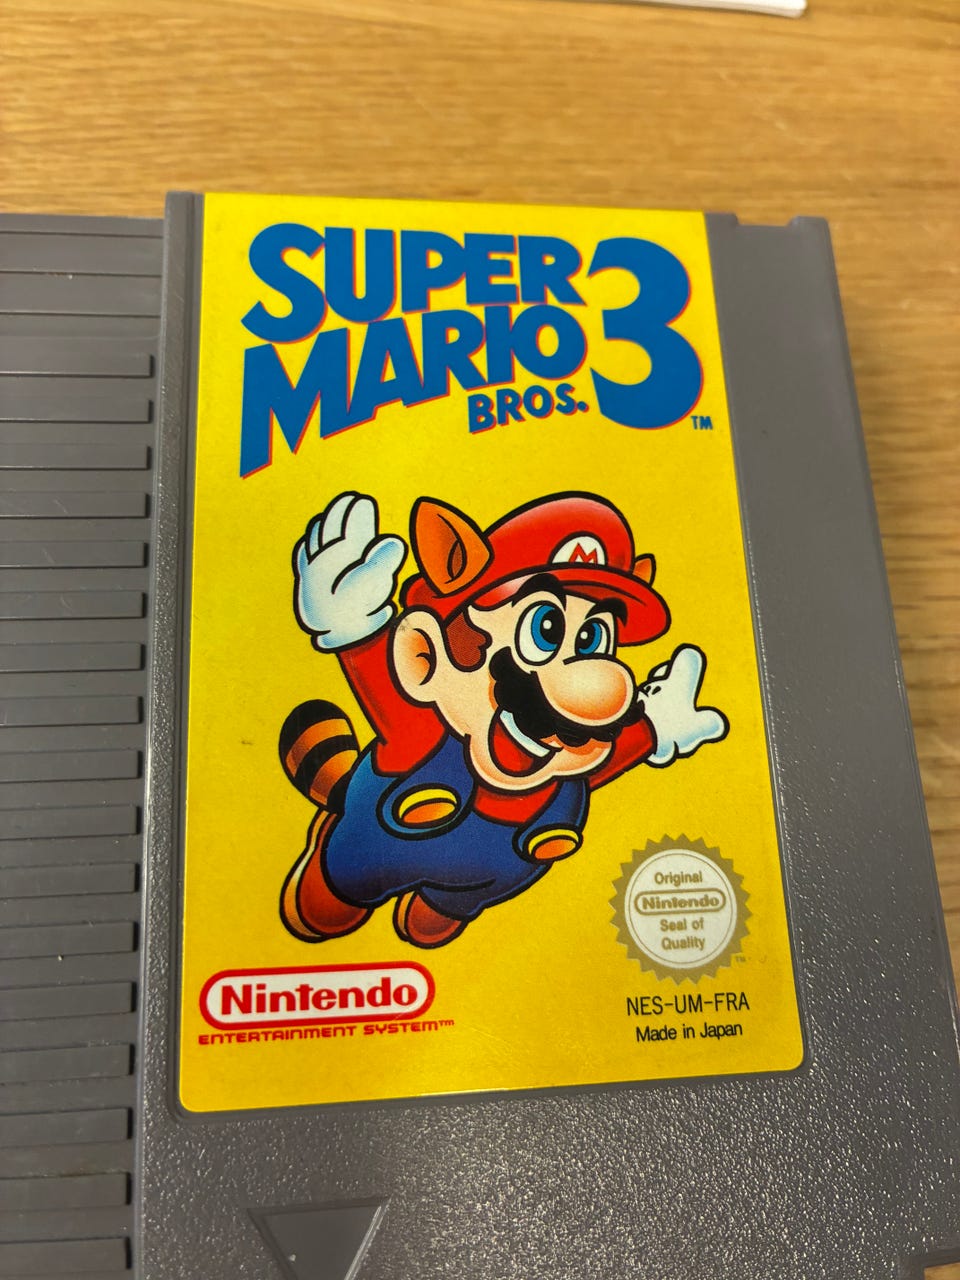 SUPER
MARIO
BROS. 3 TM
M
Original
Nintendo
Seal of
Quality
TM
Nintendo
ENTERTAINMENT SYSTEM™
NES-UM-FRA
Made in Japan